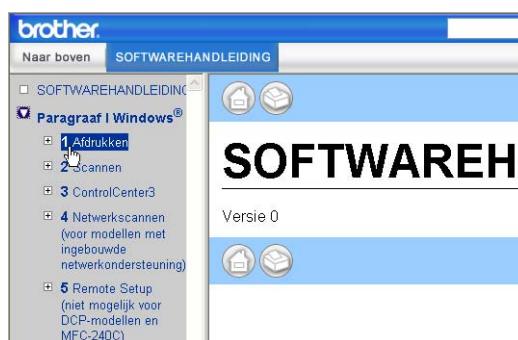 brother.
Naar boven
SOFTWAREHANDLEIDING
SOFTWAREHANDLEIDING
Paragraaf I Windows®
1 Afdrukken
2 Scannen
3 ControlCenter3
4 Netwerkscannen
(voor modellen met
ingebouwde
netwerkondersteuning)
5 Remote Setup
(niet mogelijk voor
DCP-modellen en
MFC-240C)
SOFTWAREH
Versie 0